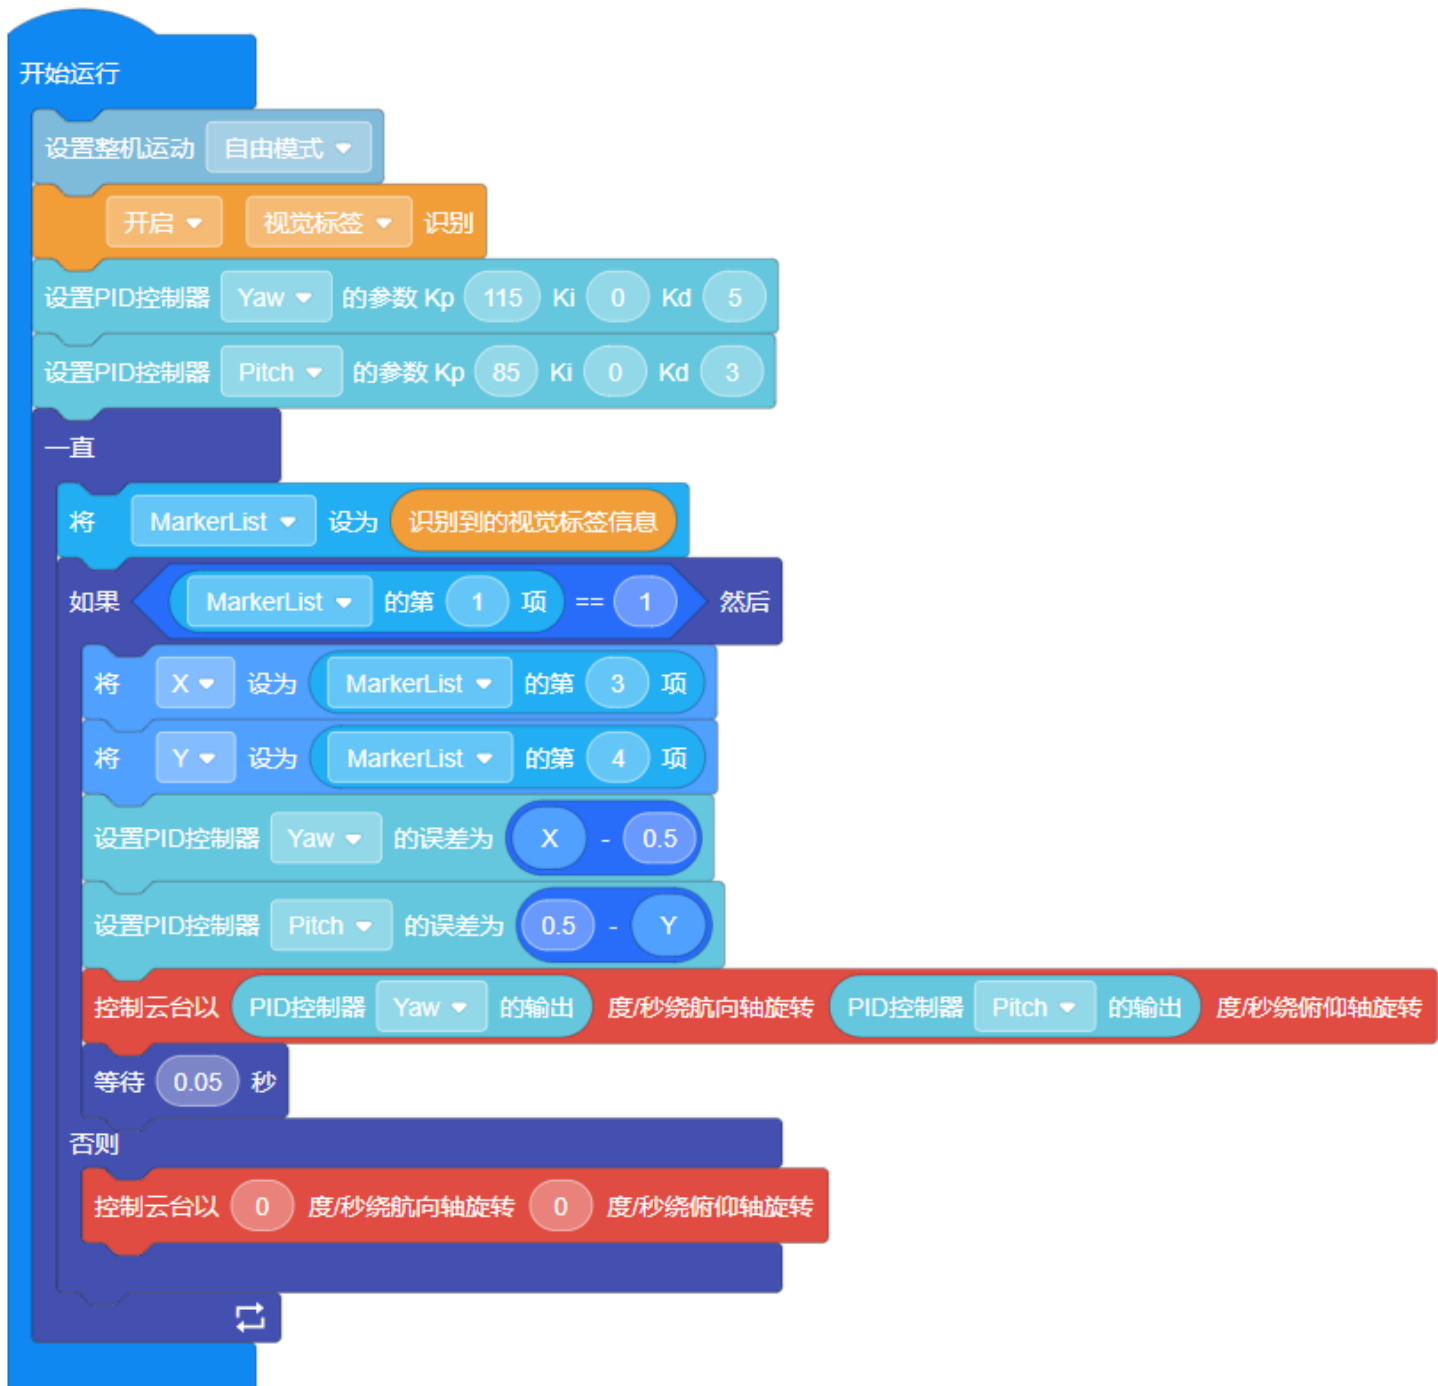 开始运行
设置整机运动 自由模式
开启 视觉标签 识别
设置PID控制器 Yaw 的参数 Kp 115 Ki 0 Kd 5
设置PID控制器 Pitch 的参数 Kp 85 Ki 0 Kd 3
一直
将 MarkerList 设为 识别到的视觉标签信息
如果 MarkerList 的第 1 项 == 1 然后
将 X 设为 MarkerList 的第 3 项
将 Y 设为 MarkerList 的第 4 项
设置PID控制器 Yaw 的误差为 X - 0.5
设置PID控制器 Pitch 的误差为 0.5 - Y
控制云台以 PID控制器 Yaw 的输出 度/秒绕航向轴旋转 PID控制器 Pitch 的输出 度/秒绕俯仰轴旋转
等待 0.05 秒
否则
控制云台以 0 度/秒绕航向轴旋转 0 度/秒绕俯仰轴旋转